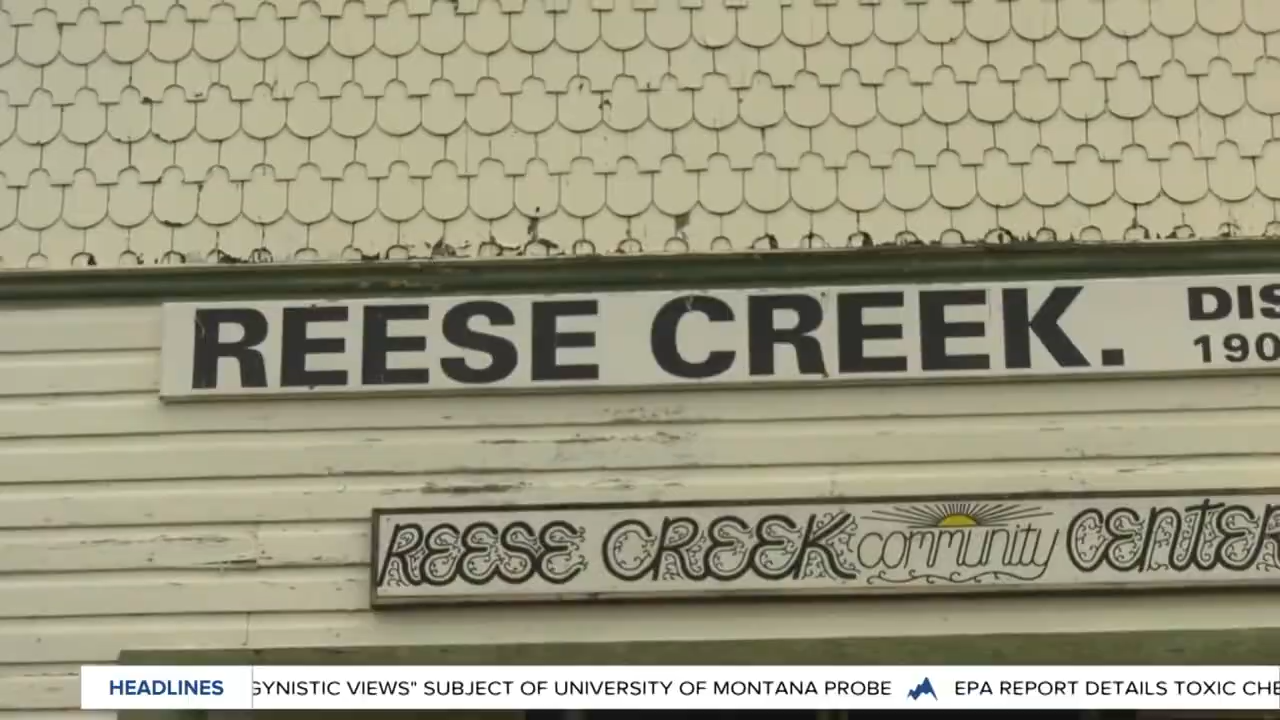 REESE CREEK. DIS
190
REESE CREEK community CENTER
HEADLINES GYNISTIC VIEWS" SUBJECT OF UNIVERSITY OF MONTANA PROBE EPA REPORT DETAILS TOXIC CHE